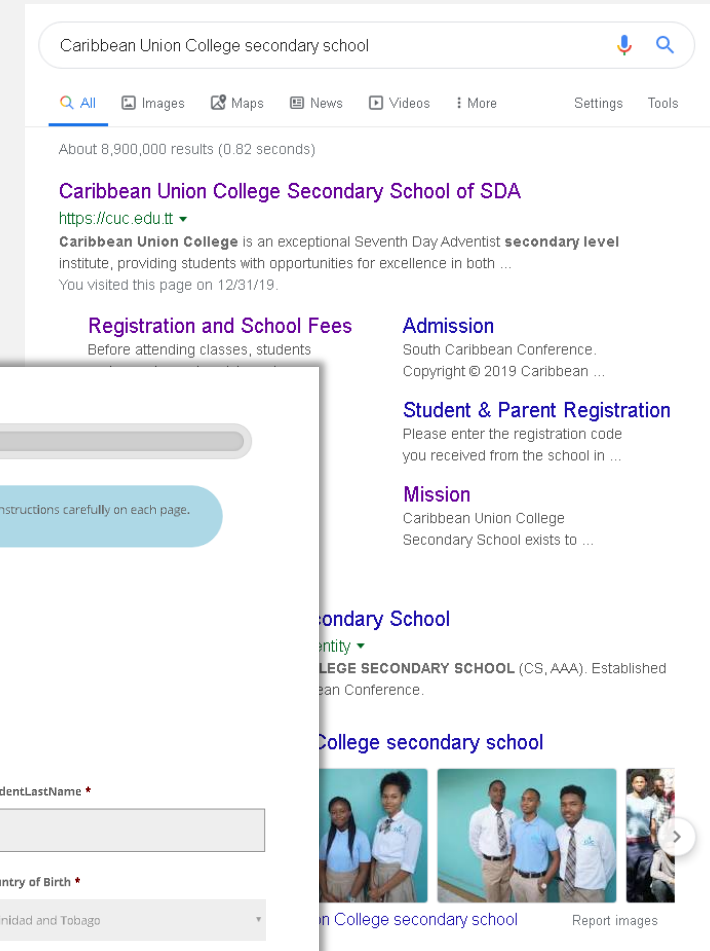 Caribbean Union College secondary school
All Images Maps News Videos More Settings Tools
About 8,900,000 results (0.82 seconds)
Caribbean Union College Secondary School of SDA
https://cuc.edu.tt
Caribbean Union College is an exceptional Seventh Day Adventist secondary level
institute, providing students with opportunities for excellence in both ...
You visited this page on 12/31/19.
Registration and School Fees
Before attending classes, students
Admission
South Caribbean Conference.
Copyright © 2019 Caribbean ...
Student & Parent Registration
Please enter the registration code
you received from the school in ...
Mission
Caribbean Union College
Secondary School exists to ...
nstructions carefully on each page.
condary School
entity
LEGE SECONDARY SCHOOL (CS, AAA). Established
ean Conference.
College secondary school
n College secondary school
Report images
dentLastName *
ntry of Birth *
inidad and Tobago